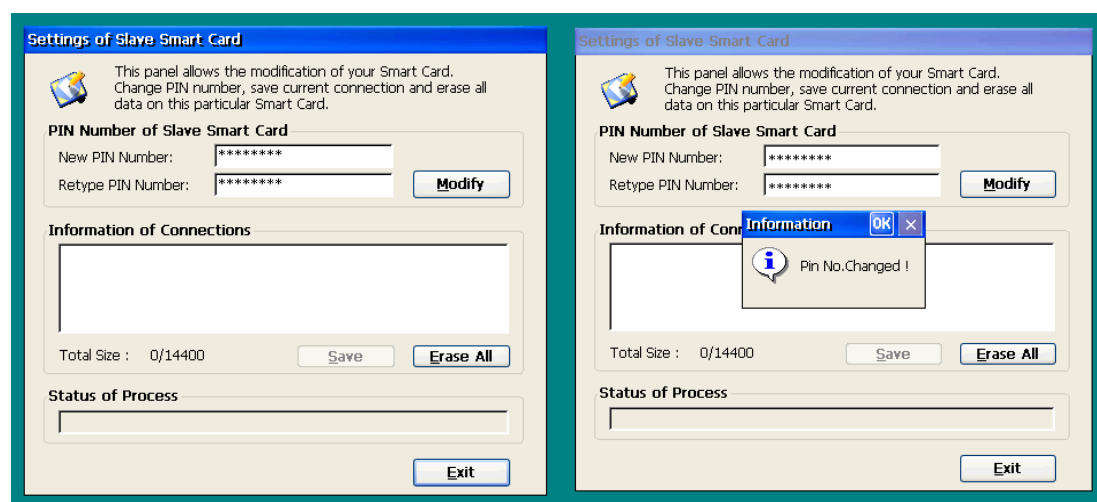 Settings of Slave Smart Card
This panel allows the modification of your Smart Card.
Change PIN number, save current connection and erase all
data on this particular Smart Card.
PIN Number of Slave Smart Card
New PIN Number: ********
Retype PIN Number: ******** Modify
Information of Connections
Total Size : 0/14400 Save Erase All
Status of Process
Exit
Settings of Slave Smart Card
This panel allows the modification of your Smart Card.
Change PIN number, save current connection and erase all
data on this particular Smart Card.
PIN Number of Slave Smart Card
New PIN Number: ********
Retype PIN Number: ******** Modify
Information of Conn
Information OK
Pin No.Changed !
Total Size : 0/14400 Save Erase All
Status of Process
Exit